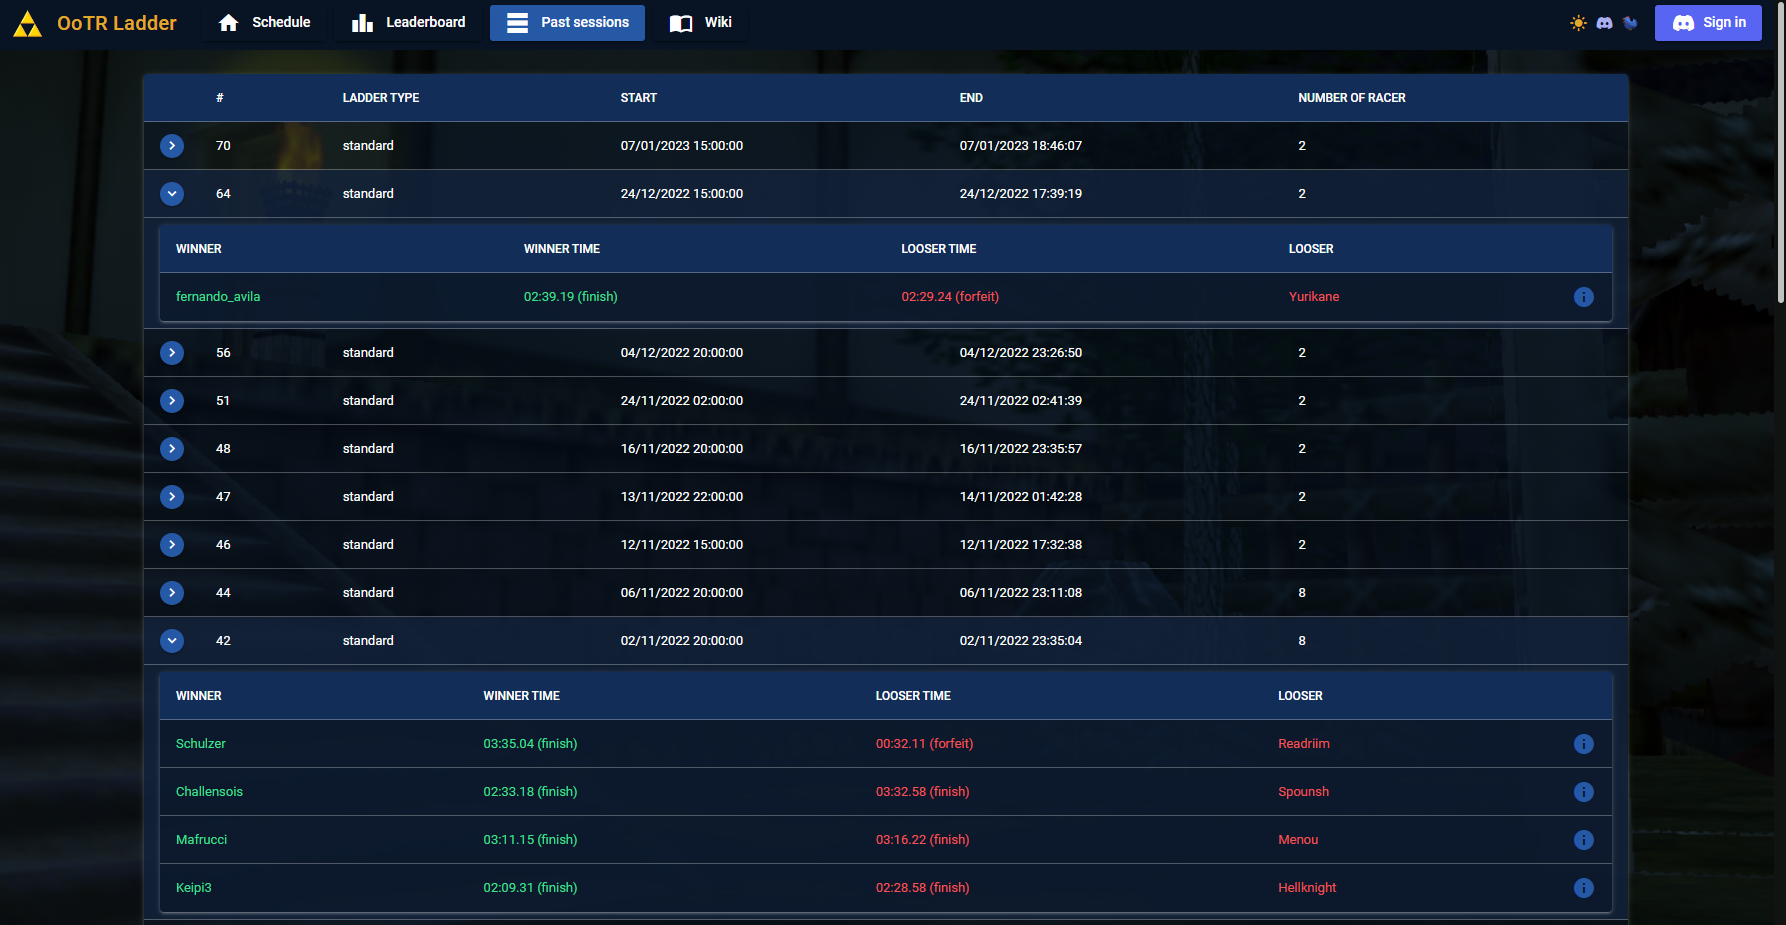 OoTR Ladder Schedule Leaderboard Past sessions Wiki Sign in
# LADDER TYPE START END NUMBER OF RACER
70 standard 07/01/2023 15:00:00 07/01/2023 18:46:07 2
64 standard 24/12/2022 15:00:00 24/12/2022 17:39:19 2
WINNER WINNER TIME LOOSER TIME LOOSER
fernando_avila 02:39.19 (finish) 02:29.24 (forfeit) Yurikane
56 standard 04/12/2022 20:00:00 04/12/2022 23:26:50 2
51 standard 24/11/2022 02:00:00 24/11/2022 02:41:39 2
48 standard 16/11/2022 20:00:00 16/11/2022 23:35:57 2
47 standard 13/11/2022 22:00:00 14/11/2022 01:42:28 2
46 standard 12/11/2022 15:00:00 12/11/2022 17:32:38 2
44 standard 06/11/2022 20:00:00 06/11/2022 23:11:08 8
42 standard 02/11/2022 20:00:00 02/11/2022 23:35:04 8
WINNER WINNER TIME LOOSER TIME LOOSER
Schulzer 03:35.04 (finish) 00:32.11 (forfeit) Readriim
Challensois 02:33.18 (finish) 03:32.58 (finish) Spounsh
Mafrucci 03:11.15 (finish) 03:16.22 (finish) Menou
Keipi3 02:09.31 (finish) 02:28.58 (finish) Hellknight